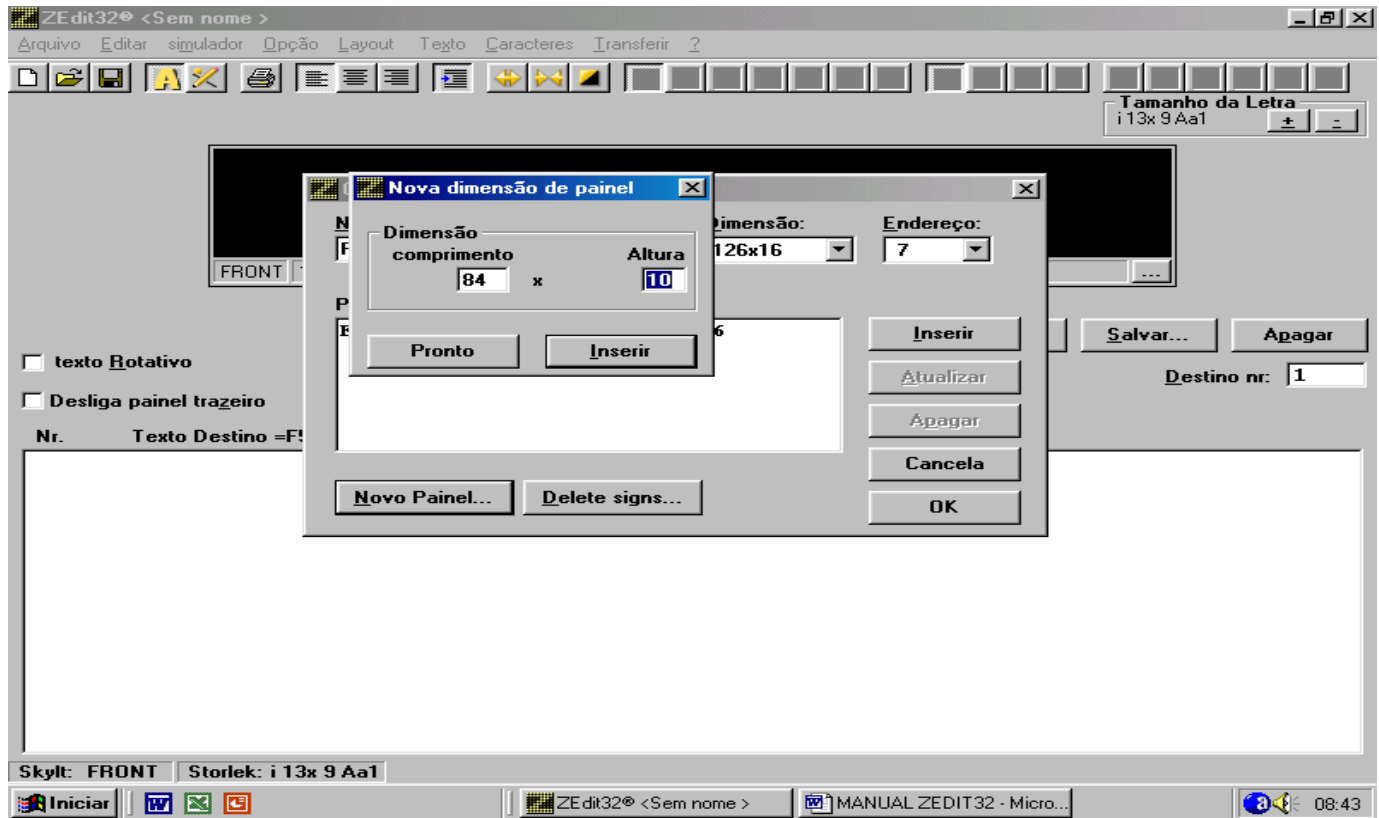 ZEdit32® <Sem nome >
Arquivo Editar simulador Opção Layout Texto Caracteres Transferir ?
Tamanho da Letra
i 13x 9 Aa1 + -
Nova dimensão de painel
Dimensão
comprimento Altura
84 x 10
Pronto Inserir
Dimensão: Endereço:
126x16 7
FRONT
...
Inserir
Atualizar
Apagar
Cancela
OK
Novo Painel... Delete signs...
Salvar... Apagar
texto Rotativo
Destino nr: 1
Desliga painel trazeiro
Nr. Texto Destino
Skylt: FRONT Storlek: i 13x 9 Aa1
Iniciar ZEdit32® <Sem nome > MANUAL ZEDIT32 - Micro... 08:43